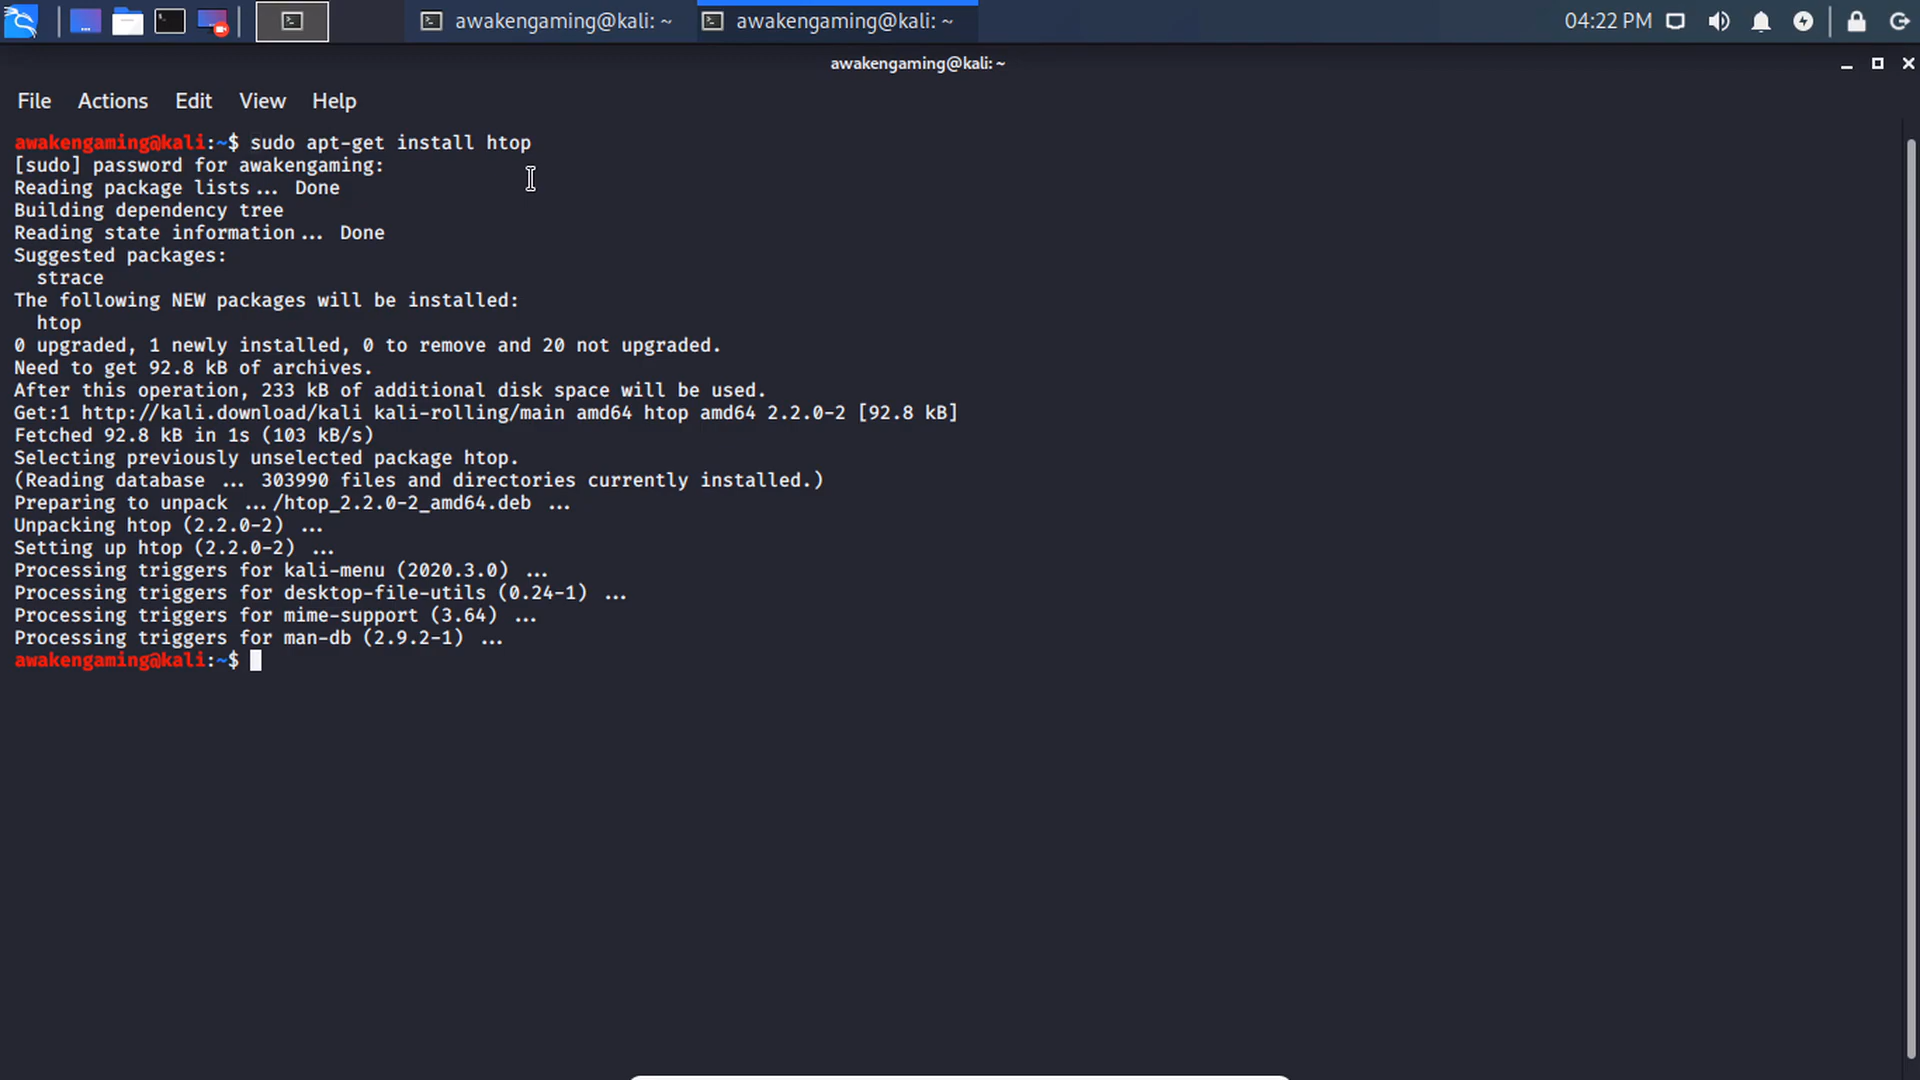 awakengaming@kali: ~
awakengaming@kali: ~
04:22 PM
awakengaming@kali: ~
File Actions Edit View Help
awakengaming@kali:~$ sudo apt-get install htop
[sudo] password for awakengaming:
Reading package lists... Done
Building dependency tree
Reading state information... Done
Suggested packages:
  strace
The following NEW packages will be installed:
  htop
0 upgraded, 1 newly installed, 0 to remove and 20 not upgraded.
Need to get 92.8 kB of archives.
After this operation, 233 kB of additional disk space will be used.
Get:1 http://kali.download/kali kali-rolling/main amd64 htop amd64 2.2.0-2 [92.8 kB]
Fetched 92.8 kB in 1s (103 kB/s)
Selecting previously unselected package htop.
(Reading database ... 303990 files and directories currently installed.)
Preparing to unpack .../htop_2.2.0-2_amd64.deb ...
Unpacking htop (2.2.0-2) ...
Setting up htop (2.2.0-2) ...
Processing triggers for kali-menu (2020.3.0) ...
Processing triggers for desktop-file-utils (0.24-1) ...
Processing triggers for mime-support (3.64) ...
Processing triggers for man-db (2.9.2-1) ...
awakengaming@kali:~$